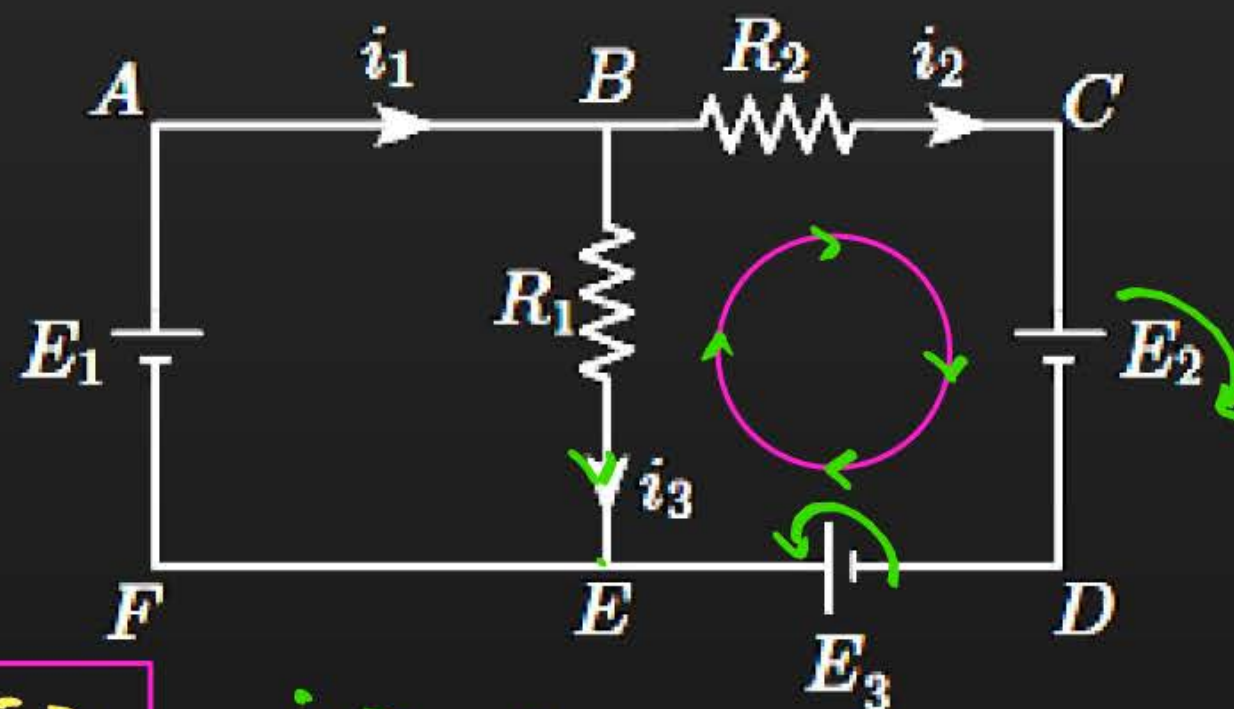 A i₁ B R₂ i₂ C
E₁ R₁ E₂
i₃
F E D
E₃